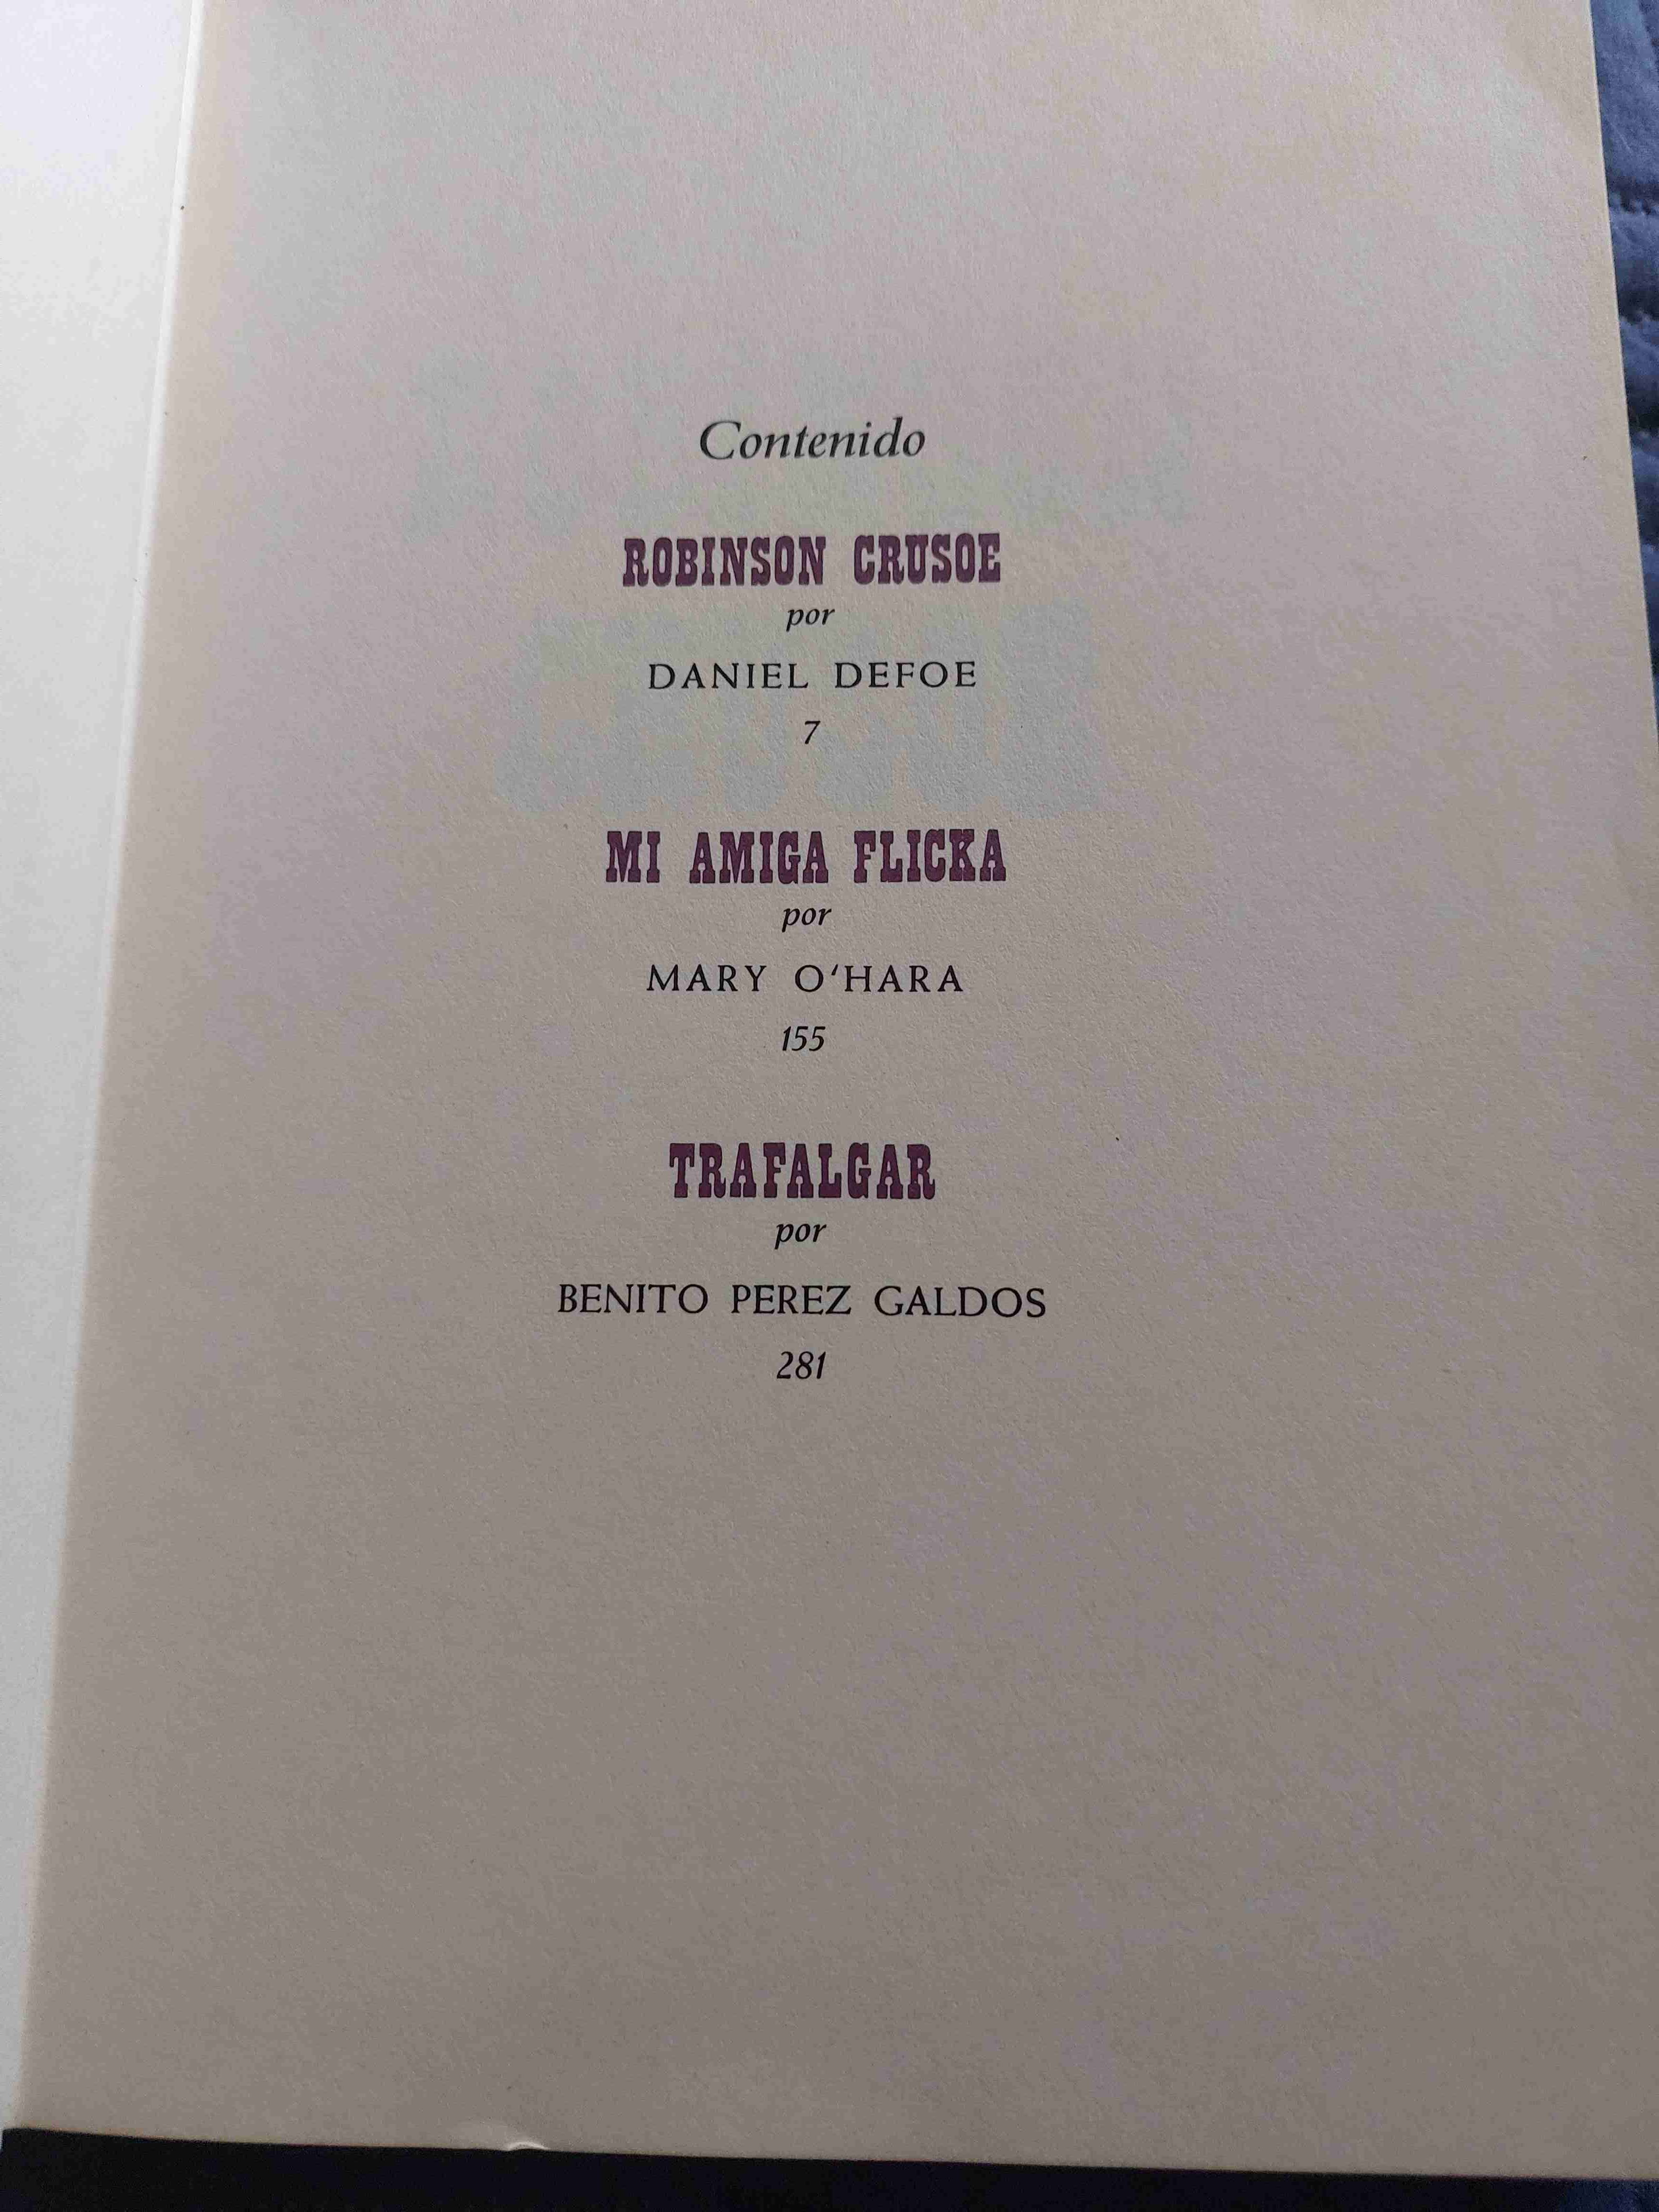 Contenido
ROBINSON CRUSOE
por
DANIEL DEFOE
7
MI AMIGA FLICKA
por
MARY O'HARA
155
TRAFALGAR
por
BENITO PEREZ GALDOS
281